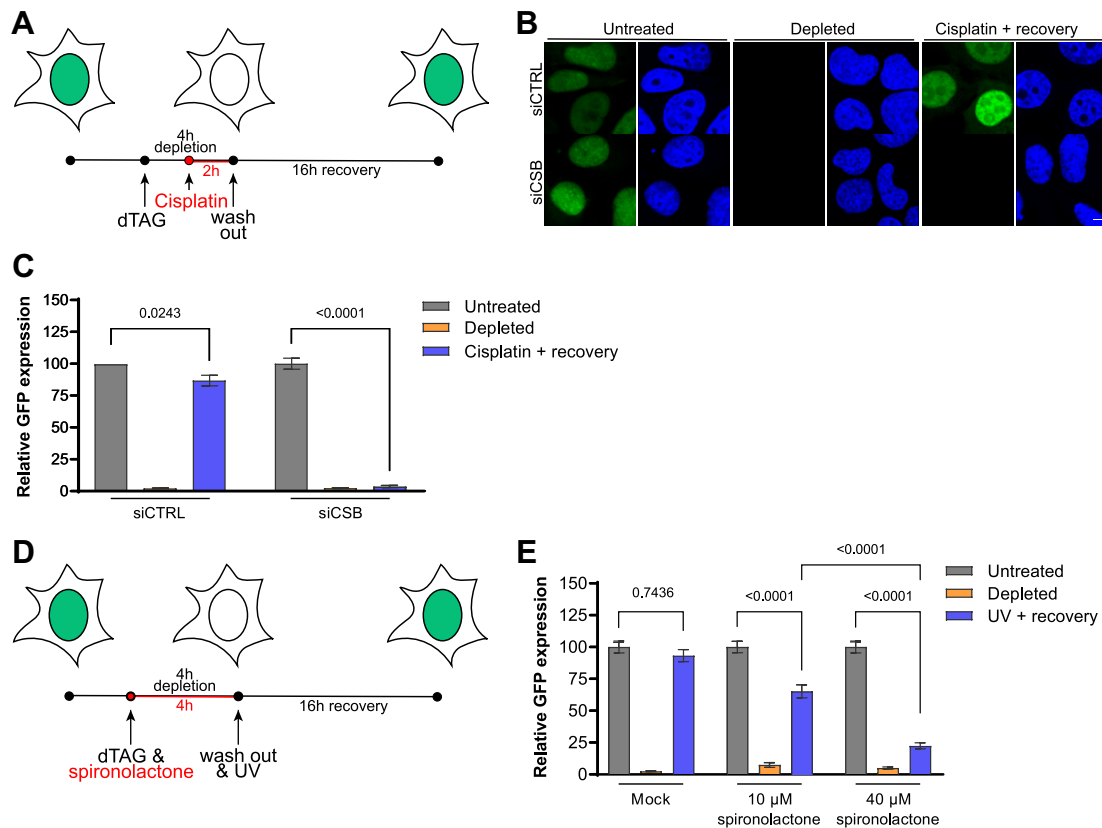 A
4h
depletion
2h
16h recovery
Cisplatin
dTAG
wash
out
B
Untreated
Depleted
Cisplatin + recovery
siCTRL
siCSB
C
Relative GFP expression
150
125
100
75
50
25
0
0.0243
<0.0001
siCTRL
siCSB
Untreated
Depleted
Cisplatin + recovery
D
4h
depletion
4h
16h recovery
dTAG &
spironolactone
wash out
& UV
E
Relative GFP expression
150
125
100
75
50
25
0
<0.0001
0.7436
<0.0001
<0.0001
Mock
10 µM
spironolactone
40 µM
spironolactone
Untreated
Depleted
UV + recovery